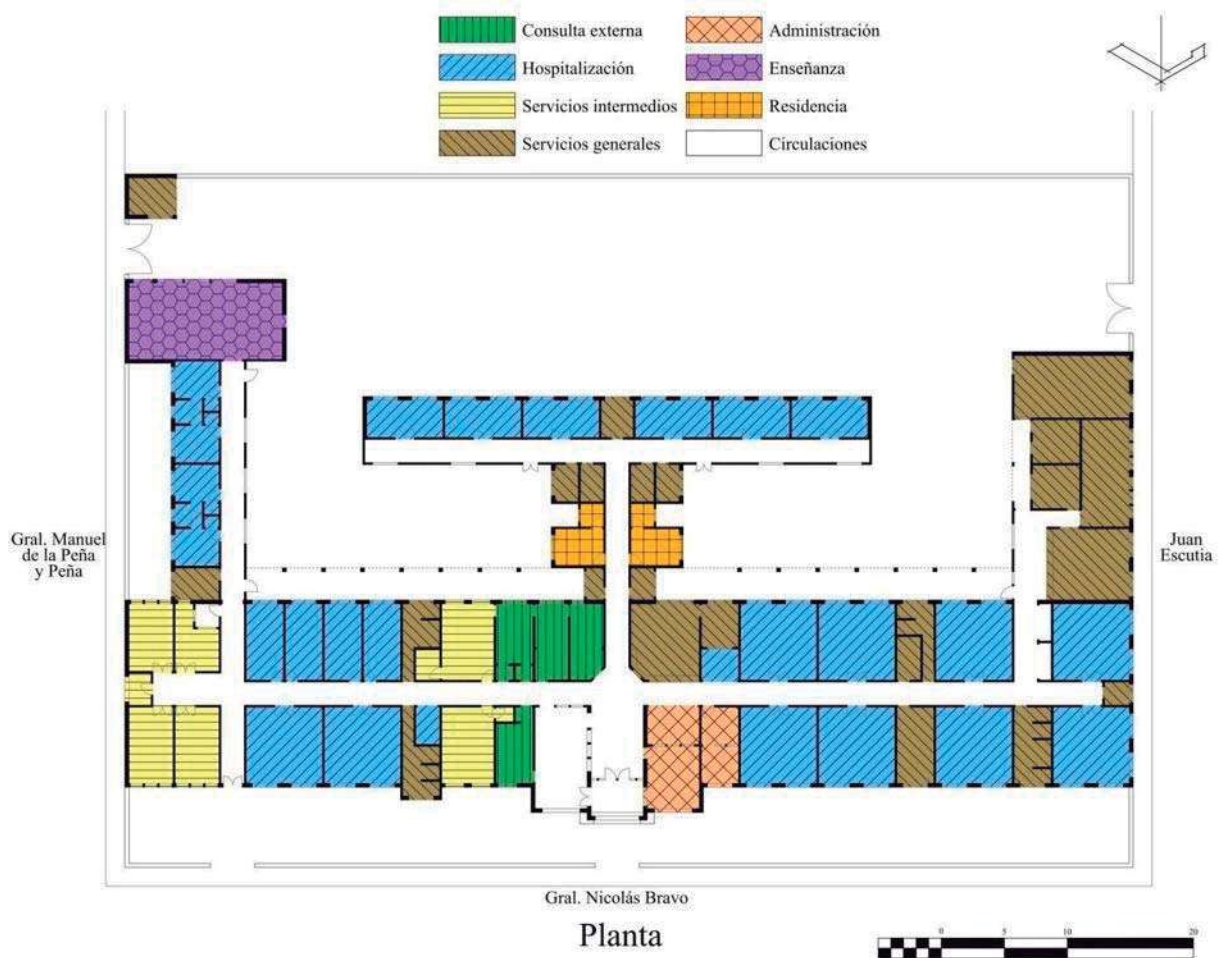 Consulta externa
Administración
Hospitalización
Enseñanza
Servicios intermedios
Residencia
Servicios generales
Circulaciones
Gral. Manuel
de la Peña
y Peña
Juan
Escutia
Gral. Nicolás Bravo
Planta
0 5 10 20